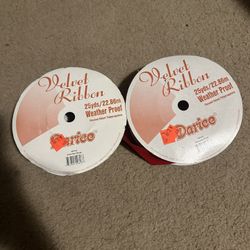 Velvet
Ribbon
25yds/22.86m
Weather Proof
Darice
Velvet
Ribbon
25yds/22.86m
Weather Proof
Darice